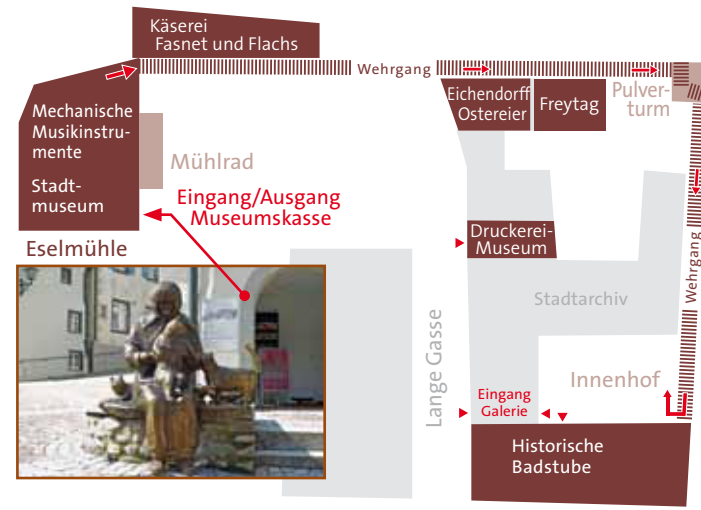 Käserei
Fasnet und Flachs
Wehrgang
Mechanische
Musikinstru-
mente
Stadt-
museum
Mühlrad
Eingang/Ausgang
Museumskasse
Eselmühle
Eichendorff
Ostereier
Freytag
Pulver-
turm
Druckerei-
Museum
Wehrgang
Stadtarchiv
Lange Gasse
Innenhof
Eingang
Galerie
Historische
Badstube